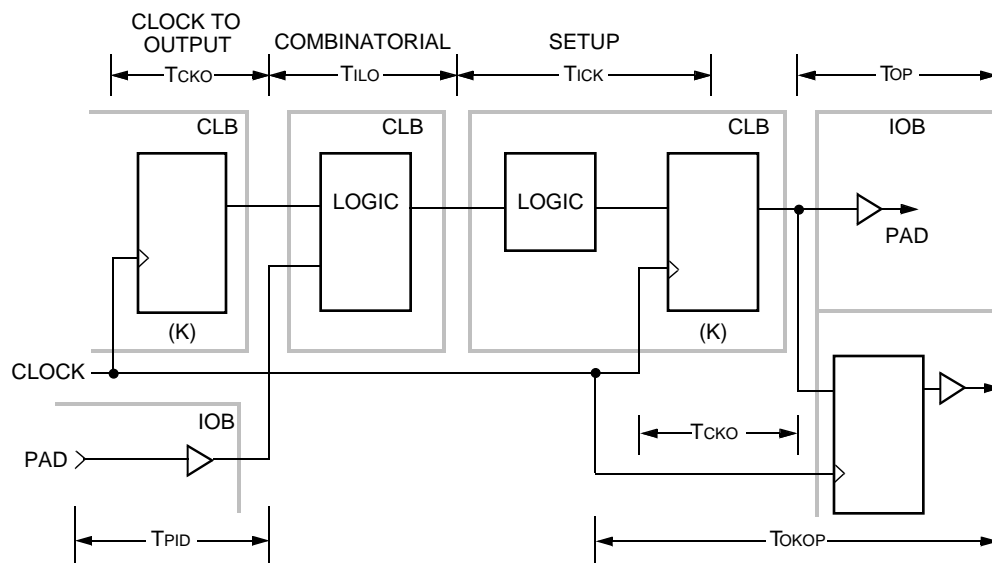 CLOCK TO
OUTPUT
COMBINATORIAL
SETUP
TCKO
TILO
TICK
TOP
CLB
CLB
CLB
IOB
LOGIC
LOGIC
PAD
(K)
(K)
CLOCK
IOB
TCKO
PAD
TPID
TOKOP